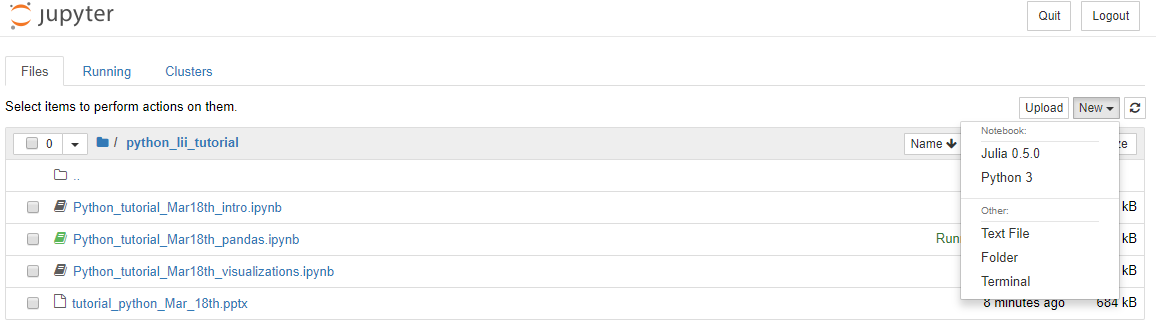 jupyter
Quit
Logout
Files
Running
Clusters
Select items to perform actions on them.
Upload
New
0
/ python_lii_tutorial
Name
Notebook:
Julia 0.5.0
Python 3
Other:
Text File
Folder
Terminal
..
Python_tutorial_Mar18th_intro.ipynb
kB
Python_tutorial_Mar18th_pandas.ipynb
kB
Python_tutorial_Mar18th_visualizations.ipynb
kB
tutorial_python_Mar_18th.pptx
8 minutes ago
684 kB